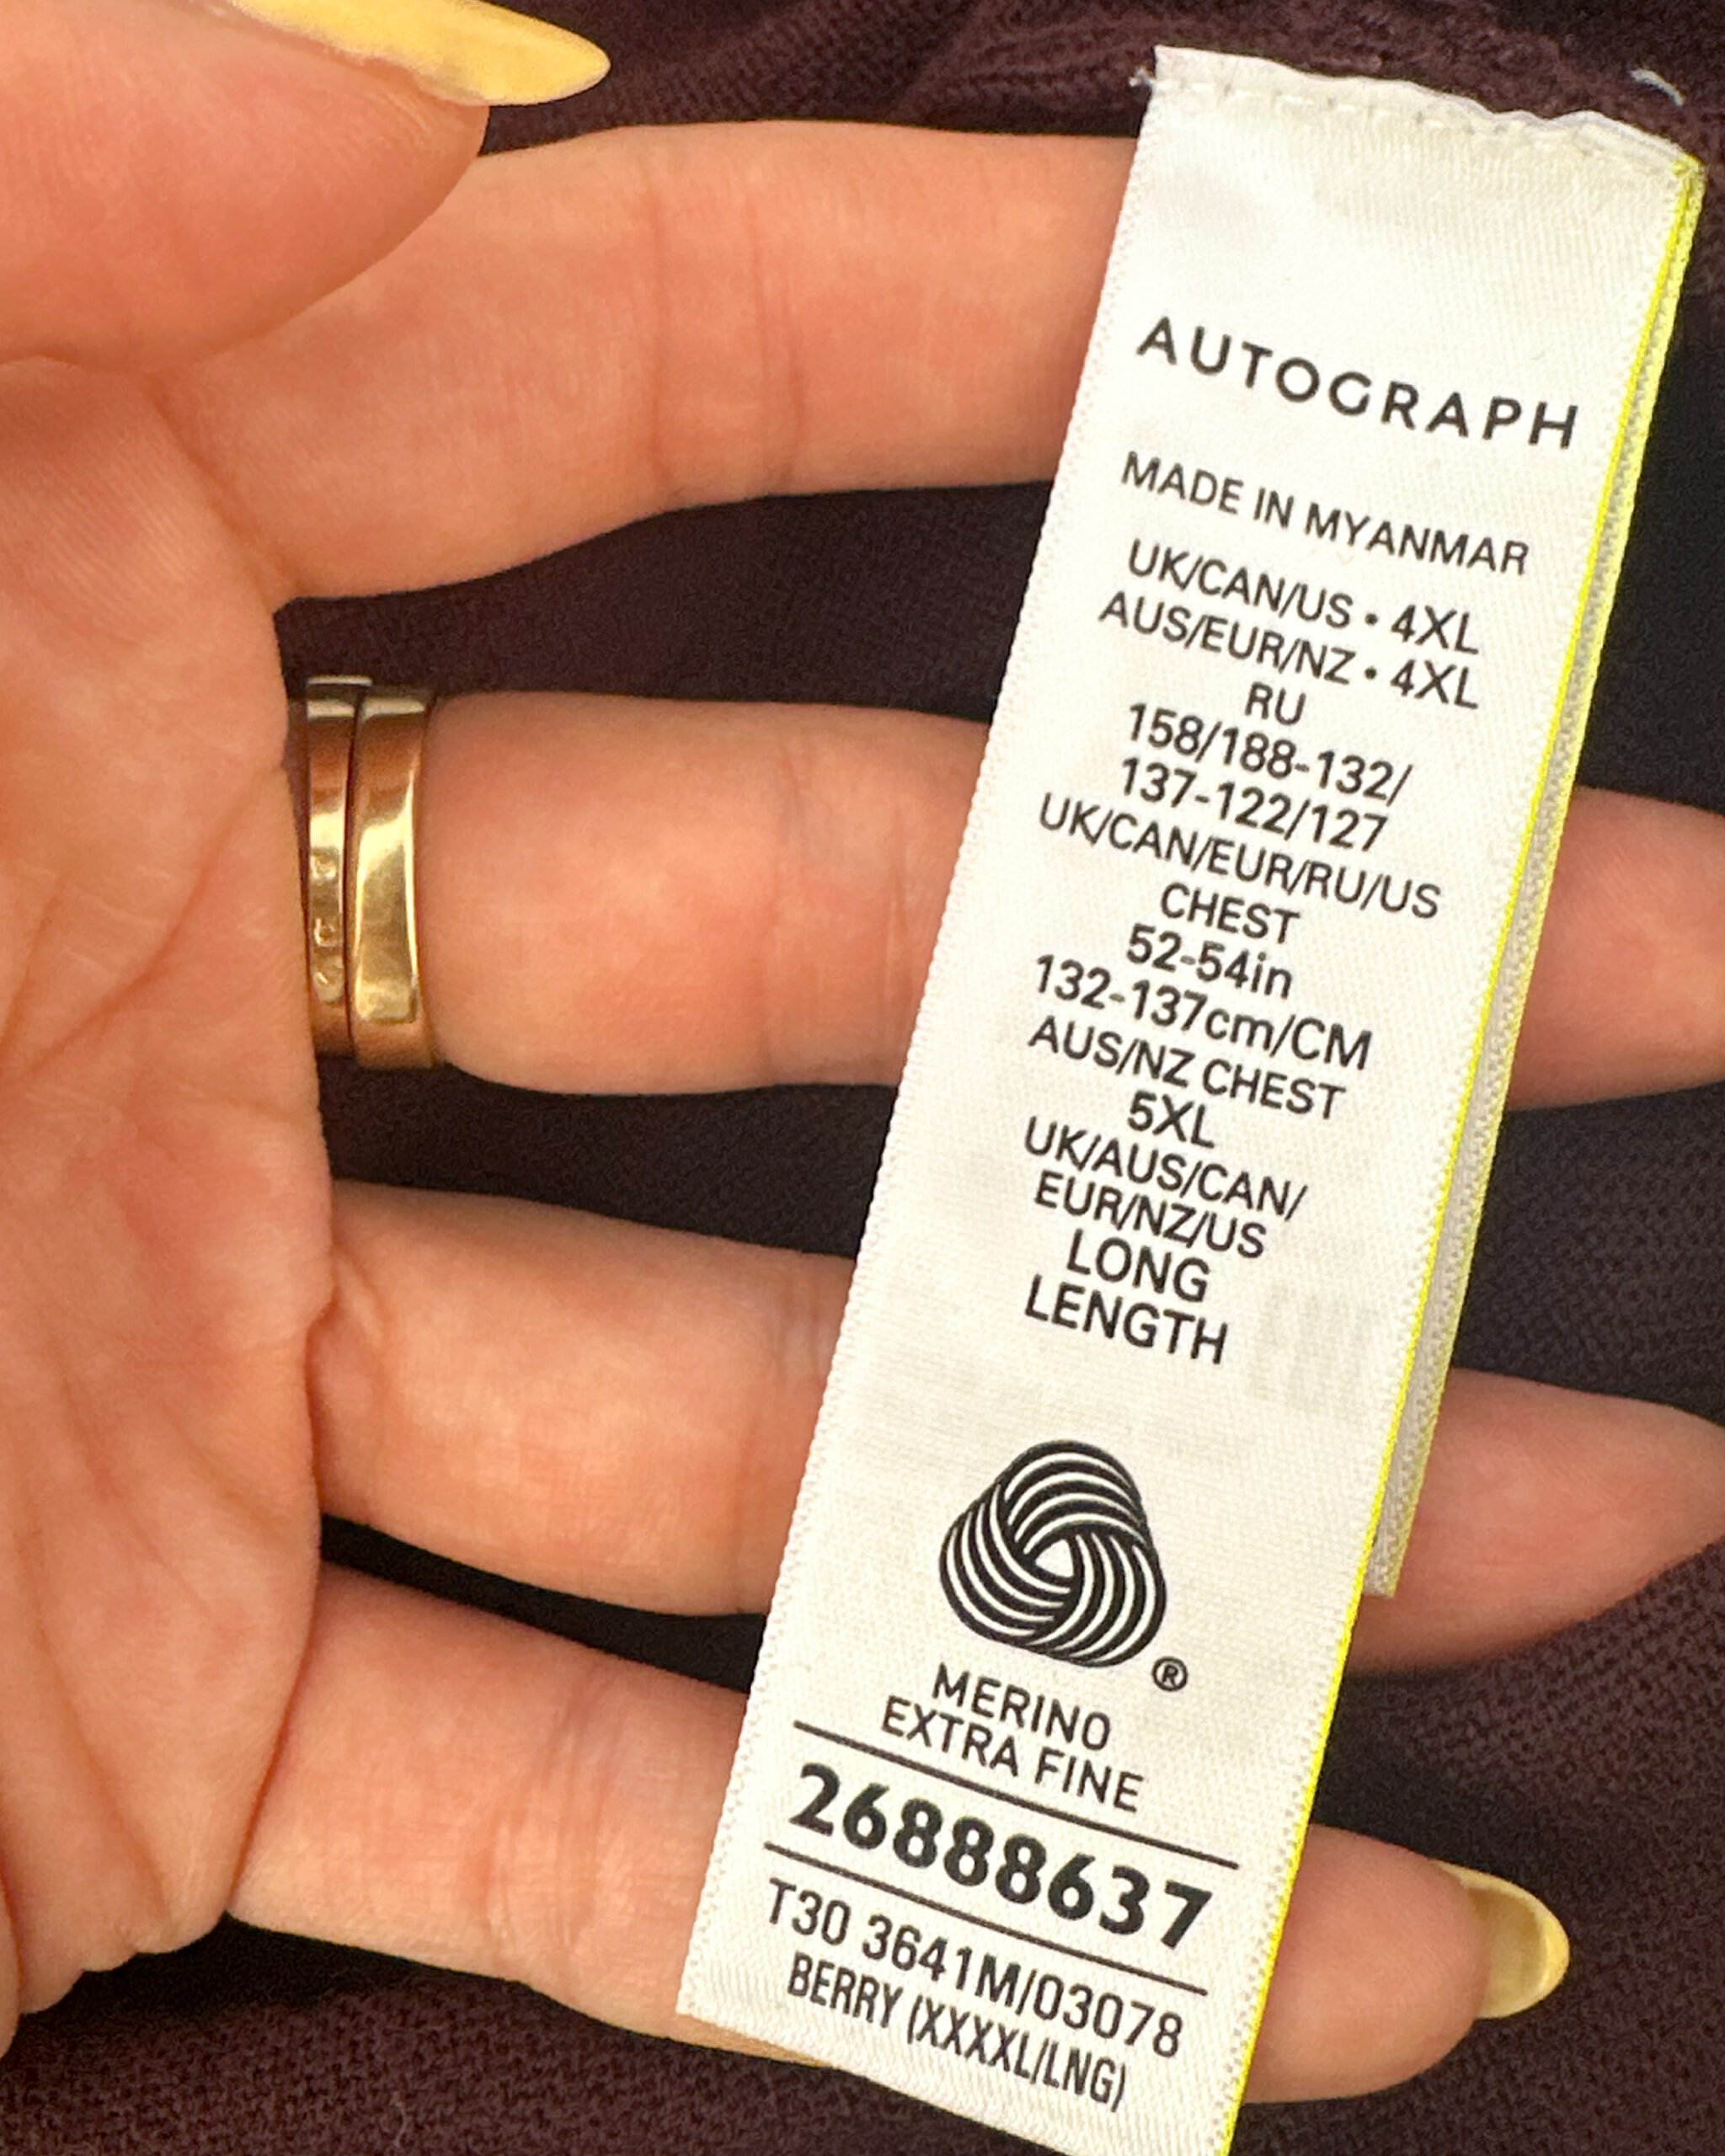 AUTOGRAPH
MADE IN MYANMAR
UK/CAN/US • 4XL
AUS/EUR/NZ • 4XL
RU
158/188-132/
137-122/127
UK/CAN/EUR/RU/US
CHEST
52-54in
132-137cm/CM
AUS/NZ CHEST
5XL
UK/AUS/CAN/
EUR/NZ/US
LONG
LENGTH
®
MERINO
EXTRA FINE
26888637
T30 3641M/03078
BERRY (XXXXL/LNG)